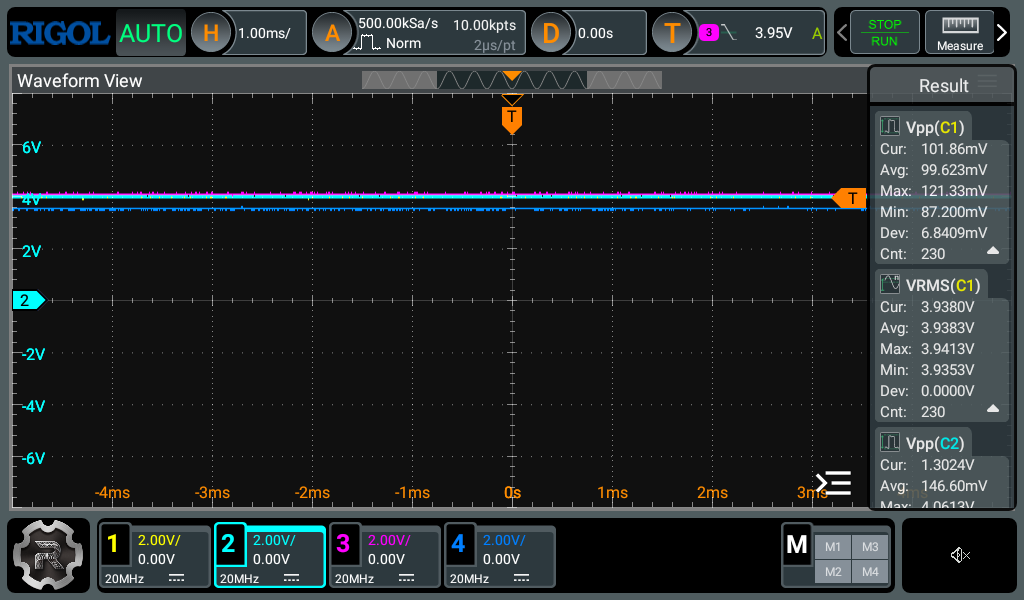 RIGOL AUTO H 1.00ms/ A 500.00kSa/s 10.00kpts D 0.00s T 3 3.95V A STOP
Norm 2µs/pt RUN Measure
Waveform View Result
T
6V
4V
T
2V
2
-2V
-4V
-6V
-4ms -3ms -2ms -1ms 0s 1ms 2ms 3ms
Vpp(C1)
Cur: 101.86mV
Avg: 99.623mV
Max: 121.33mV
Min: 87.200mV
Dev: 6.8409mV
Cnt: 230
VRMS(C1)
Cur: 3.9380V
Avg: 3.9383V
Max: 3.9413V
Min: 3.9353V
Dev: 0.0000V
Cnt: 230
Vpp(C2)
Cur: 1.3024V
Avg: 146.60mV
Max: 4.0613V
1 2.00V/ 2 2.00V/ 3 2.00V/ 4 2.00V/ M M1 M3
0.00V 0.00V 0.00V 0.00V
20MHz 20MHz 20MHz 20MHz M2 M4